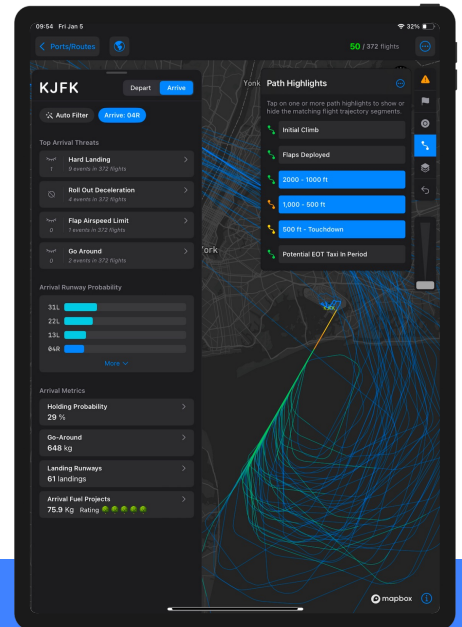 09:54 Fri Jan 5
32%
Ports/Routes
50 / 372 flights
KJFK
Depart
Arrive
Auto Filter
Arrive: 04R
Top Arrival Threats
1
Hard Landing
9 events in 372 flights
Roll Out Deceleration
4 events in 372 flights
0
Flap Airspeed Limit
1 events in 372 flights
0
Go Around
2 events in 372 flights
Arrival Runway Probability
31L
22L
13L
04R
More
Arrival Metrics
Holding Probability
29 %
Go-Around
648 kg
Landing Runways
61 landings
Arrival Fuel Projects
75.9 Kg Rating
Yonk
Path Highlights
Tap on one or more path highlights to show or
hide the matching flight trajectory segments.
Initial Climb
Flaps Deployed
2000 - 1000 ft
1,000 - 500 ft
500 ft - Touchdown
Potential EOT Taxi In Period
ork
mapbox